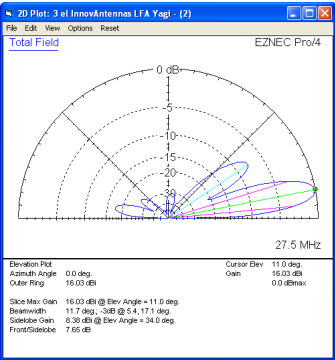 2D Plot: 3 el InnovAntennas LFA Yagi - (2)
File Edit View Options Reset
Total Field EZNEC Pro/4
0 dB
-5
-10
-15
-20
-30
27.5 MHz
Elevation Plot Cursor Elev 11.0 deg.
Azimuth Angle 0.0 deg. Gain 16.03 dBi
Outer Ring 16.03 dBi 0.0 dBmax
Slice Max Gain 16.03 dBi @ Elev Angle = 11.0 deg.
Beamwidth 11.7 deg.; -3dB @ 5.4, 17.1 deg.
Sidelobe Gain 8.38 dBi @ Elev Angle = 34.0 deg.
Front/Sidelobe 7.65 dB